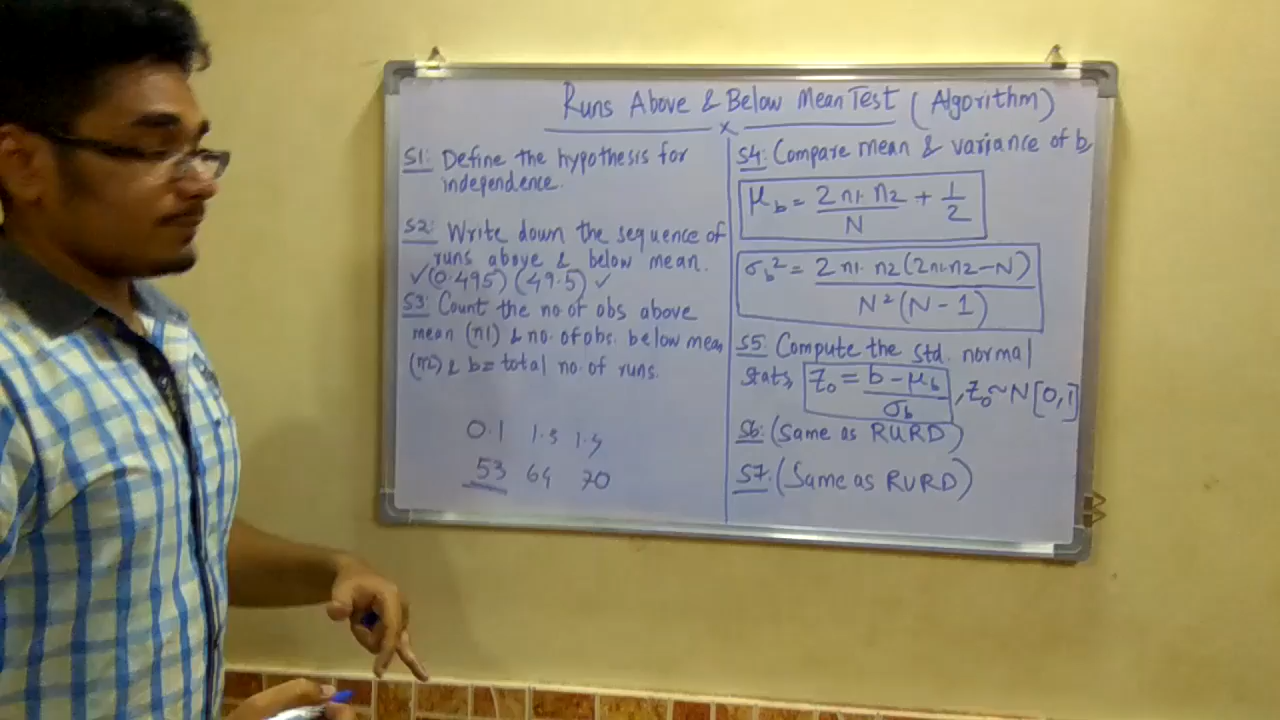 Runs Above & Below Mean Test (Algorithm)
x
S1: Define the hypothesis for
independence.
S2: Write down the sequence of
runs above & below mean.
✓(0.495) (49.5) ✓
S3: Count the no. of obs above
mean (n1) & no. of obs. below mean
(n2) & b = total no. of runs.
0.1 1.3
53 64 70
S4: Compare mean & variance of b,
μb = 2 n1. n2 / N + 1/2
σb² = 2 n1. n2 (2n1.n2 - N) / N² (N - 1)
S5: Compute the std. normal
stats, Z₀ = b - μb / σb , Z₀ ~ N[0,1]
S6: (Same as RURD)
S7: (Same as RURD)